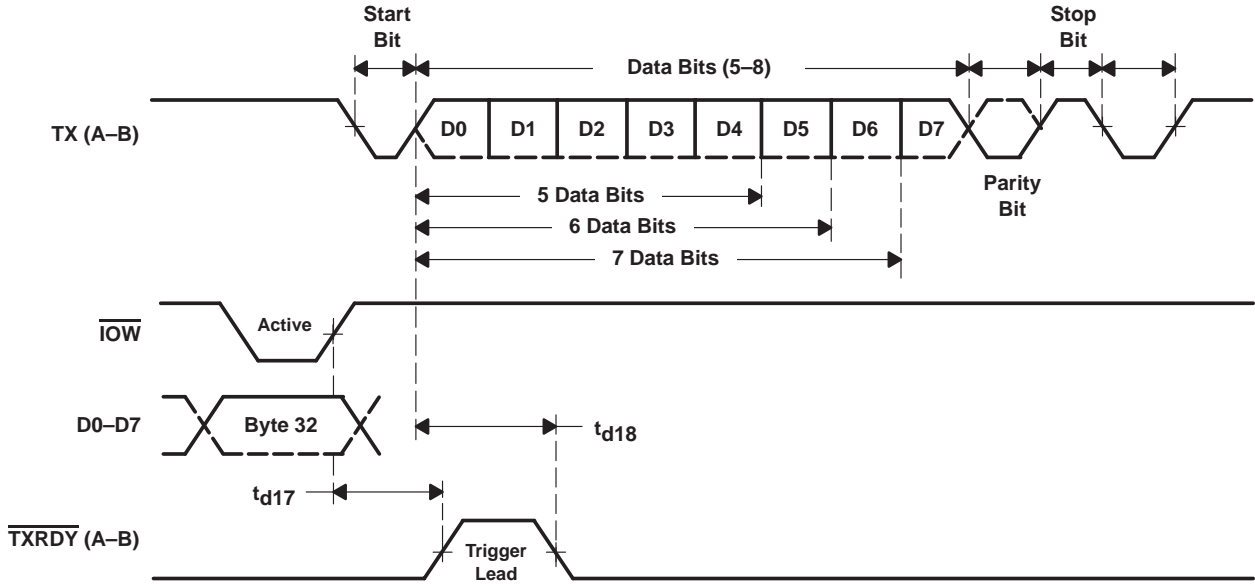 Start
Bit
Stop
Bit
Data Bits (5–8)
TX (A–B)
D0 D1 D2 D3 D4 D5 D6 D7
5 Data Bits
Parity
Bit
6 Data Bits
7 Data Bits
IOW
Active
D0–D7
Byte 32
td18
td17
TXRDY (A–B)
Trigger
Lead